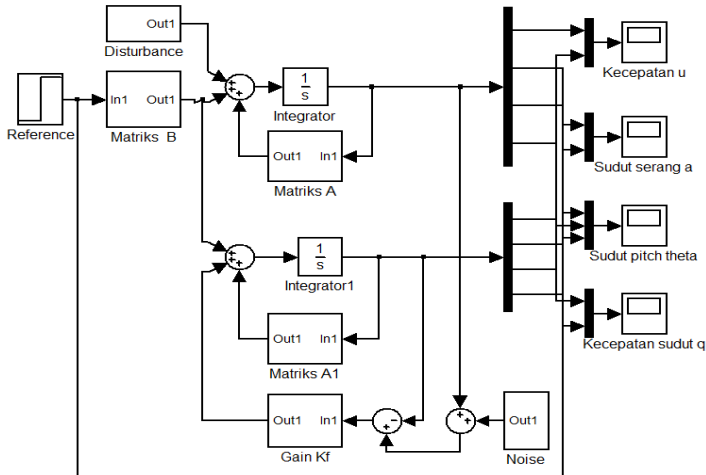 Out1
Disturbance
Reference
In1 Out1
Matriks B
+
+
+
1
s
Integrator
Out1 In1
Matriks A
Kecepatan u
Sudut serang a
+
+
+
1
s
Integrator1
Out1 In1
Matriks A1
Sudut pitch theta
Kecepatan sudut q
Out1 In1
Gain Kf
-
+
+
+
Out1
Noise